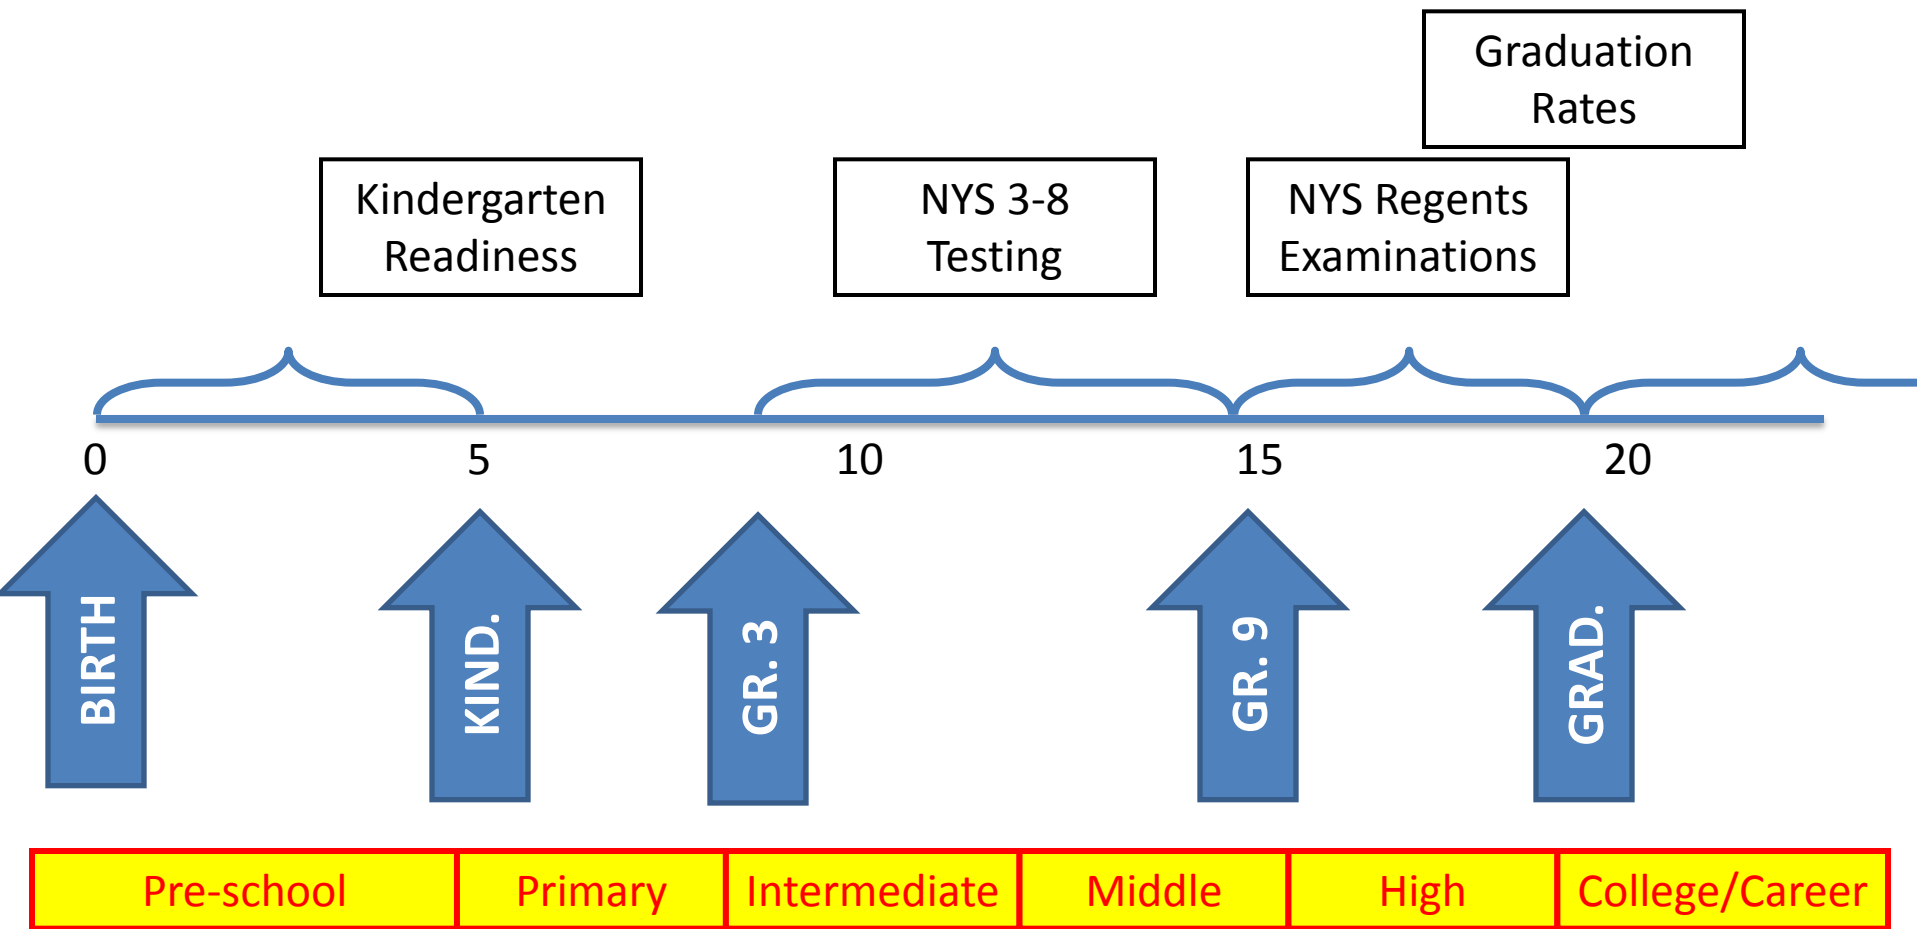 Graduation
Rates
Kindergarten
Readiness
NYS 3-8
Testing
NYS Regents
Examinations
0
5
10
15
20
BIRTH
KIND.
GR. 3
GR. 9
GRAD.
Pre-school
Primary
Intermediate
Middle
High
College/Career